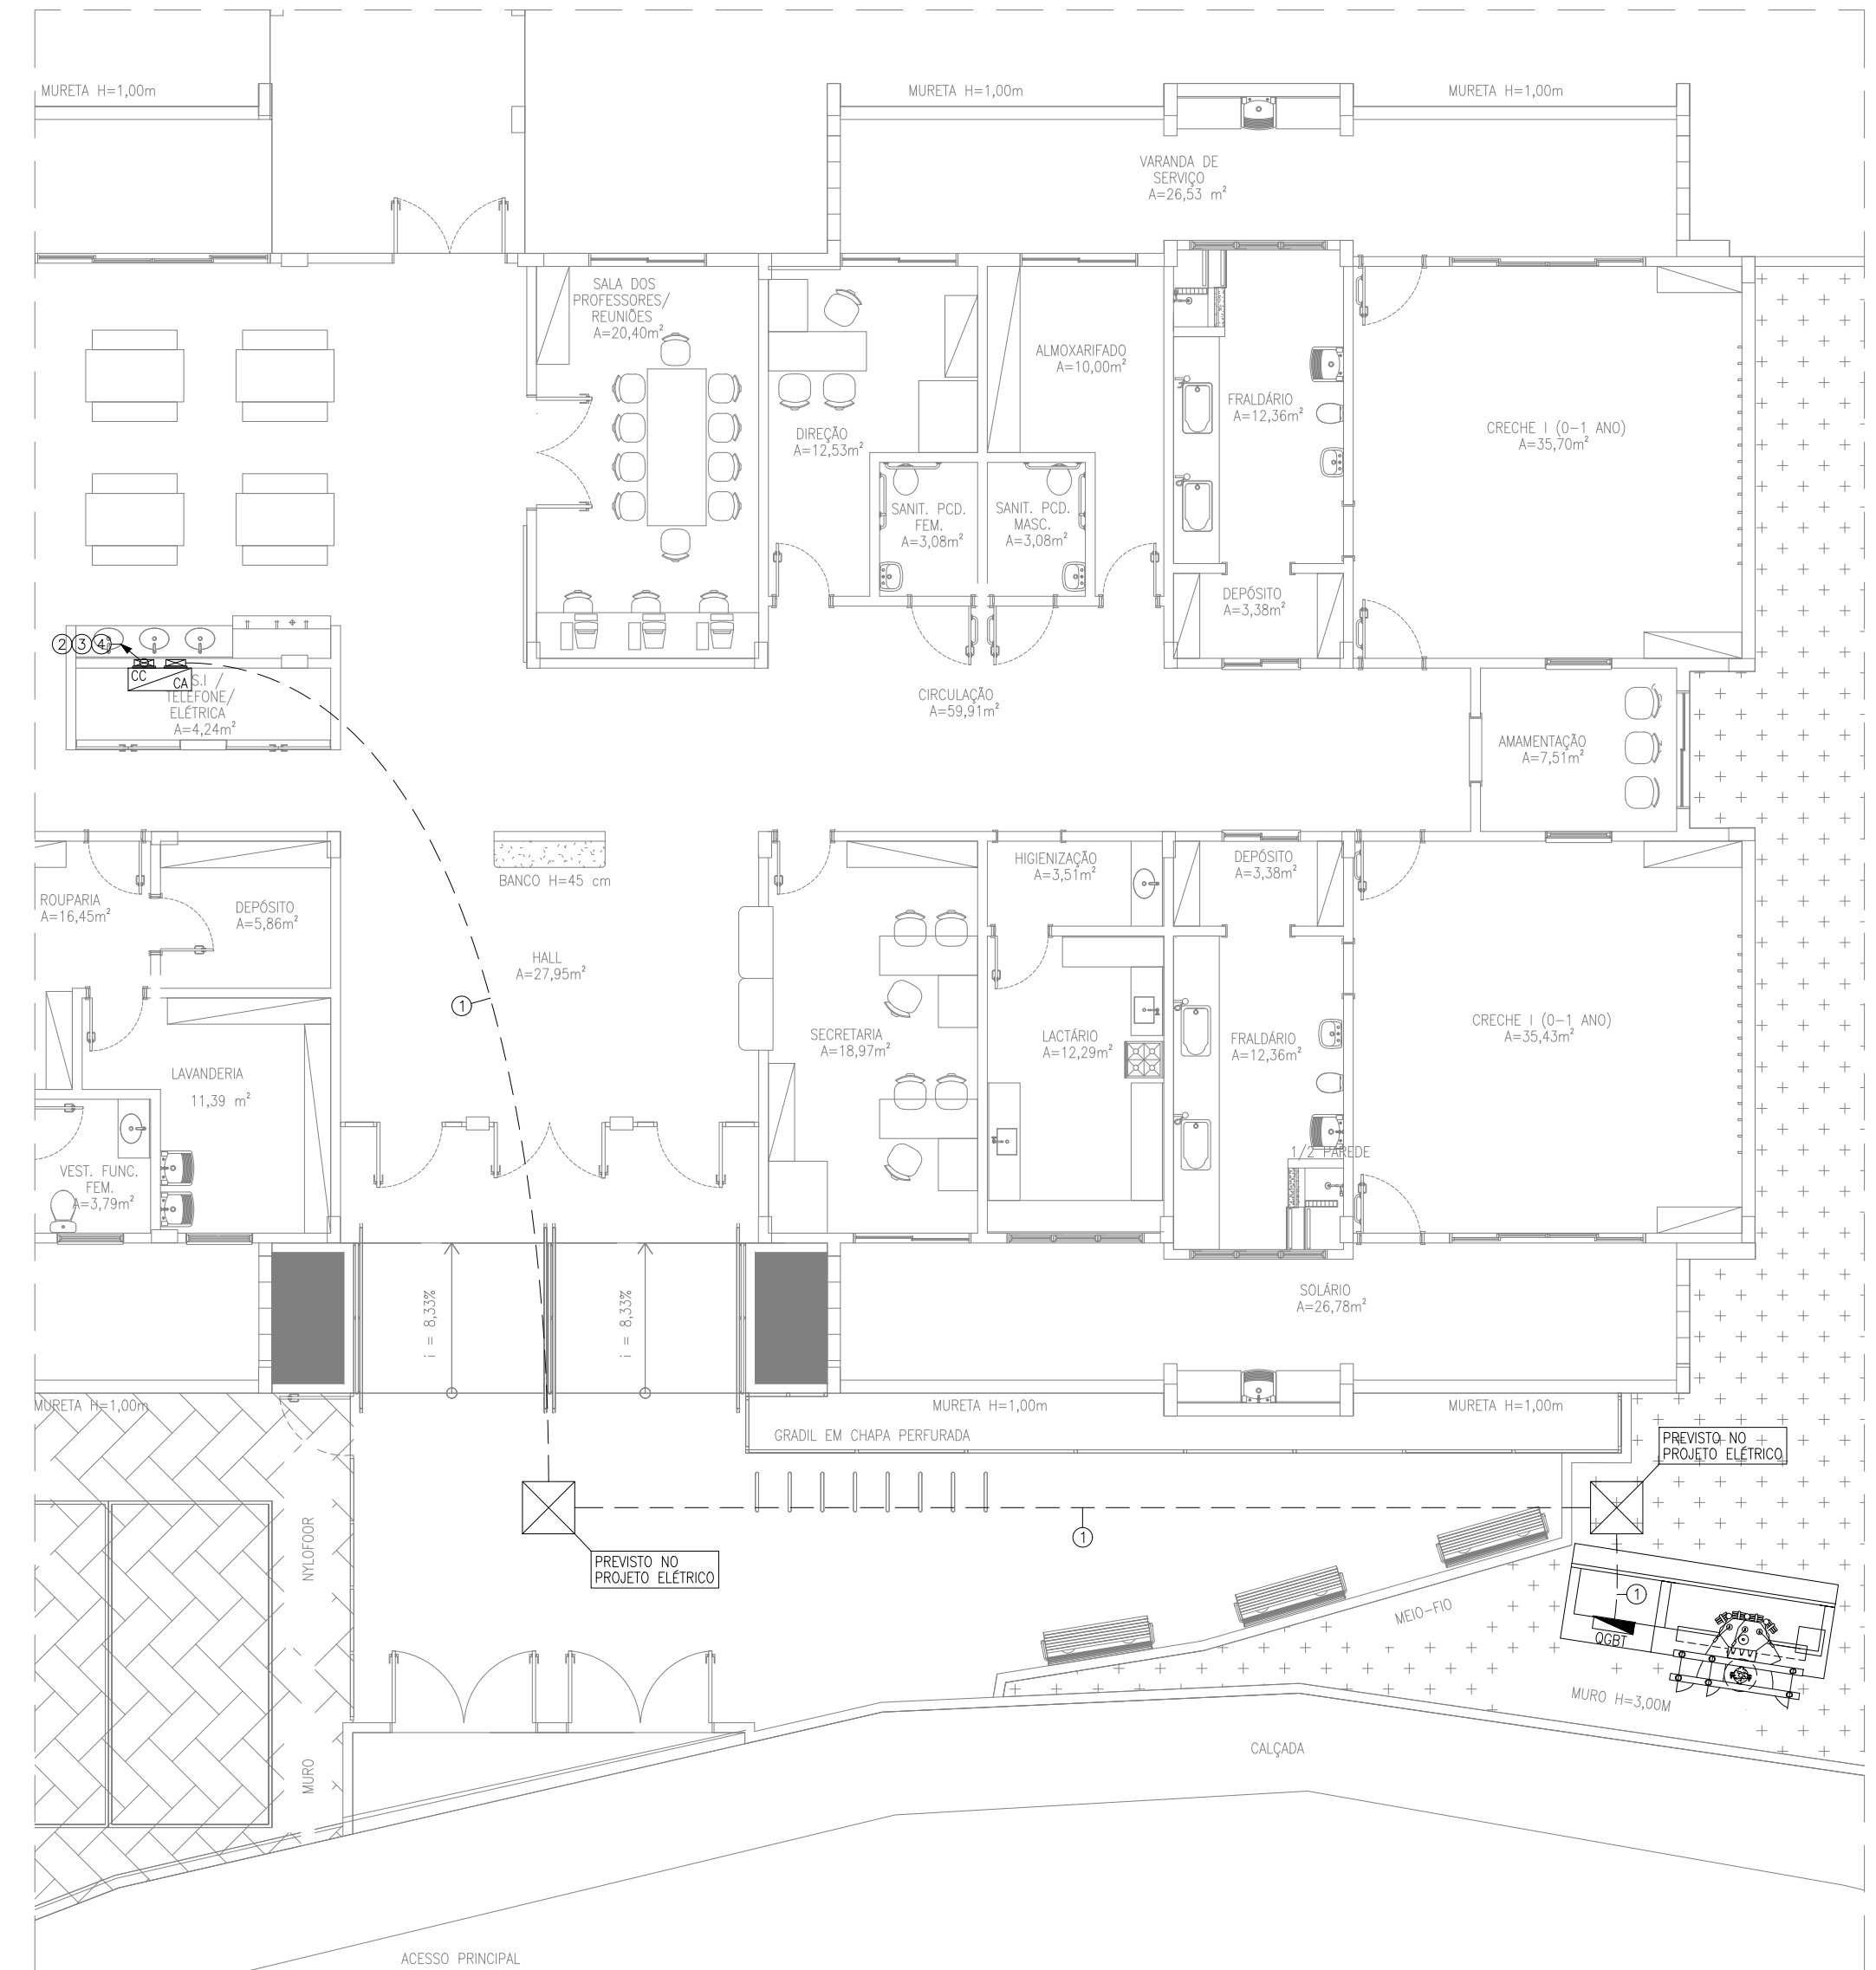 MURETA H=1,00m
MURETA H=1,00m
MURETA H=1,00m
VARANDA DE
SERVIÇO
A=26,53 m²
SALA DOS
PROFESSORES/
REUNIÕES
A=20,40m²
ALMOXARIFADO
A=10,00m²
DIREÇÃO
A=12,53m²
FRALDÁRIO
A=12,36m²
CRECHE I (0-1 ANO)
A=35,70m²
SANIT. PCD.
FEM.
A=3,08m²
SANIT. PCD.
MASC.
A=3,08m²
DEPÓSITO
A=3,38m²
2 3 4
CC
CA
S.I /
TELEFONE/
ELÉTRICA
A=4,24m²
CIRCULAÇÃO
A=59,91m²
AMAMENTAÇÃO
A=7,51m²
BANCO H=45 cm
HIGIENIZAÇÃO
A=3,51m²
DEPÓSITO
A=3,38m²
ROUPARIA
A=16,45m²
DEPÓSITO
A=5,86m²
HALL
A=27,95m²
1
SECRETARIA
A=18,97m²
LACTÁRIO
A=12,29m²
FRALDÁRIO
A=12,36m²
CRECHE I (0-1 ANO)
A=35,43m²
LAVANDERIA
11,39 m²
VEST. FUNC.
FEM.
A=3,79m²
1/2 PAREDE
i = 8,33%
i = 8,33%
SOLÁRIO
A=26,78m²
MURETA H=1,00m
MURETA H=1,00m
MURETA H=1,00m
GRADIL EM CHAPA PERFURADA
PREVISTO NO
PROJETO ELÉTRICO
NYLOFOOR
1
PREVISTO NO
PROJETO ELÉTRICO
1
QGBT
MEIO-FIO
MURO H=3,00M
MURO
CALÇADA
ACESSO PRINCIPAL